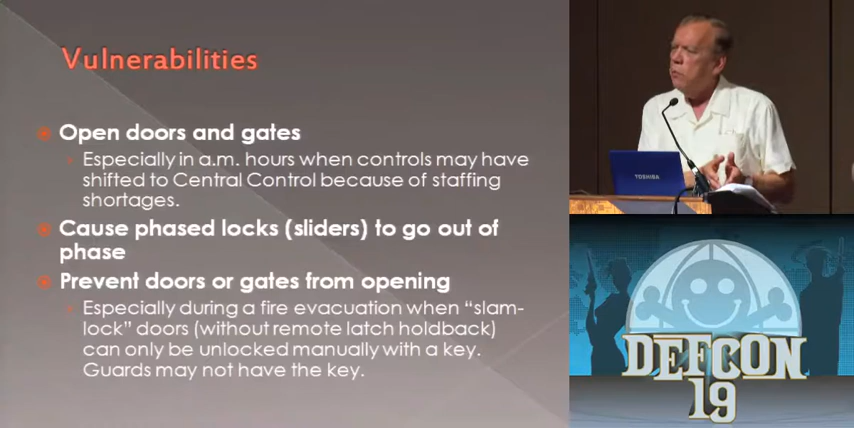 Vulnerabilities
Open doors and gates
Especially in a.m. hours when controls may have
shifted to Central Control because of staffing
shortages.
Cause phased locks (sliders) to go out of
phase
Prevent doors or gates from opening
Especially during a fire evacuation when “slam-
lock” doors (without remote latch holdback)
can only be unlocked manually with a key.
Guards may not have the key.
TOSHIBA
DEFCON
19